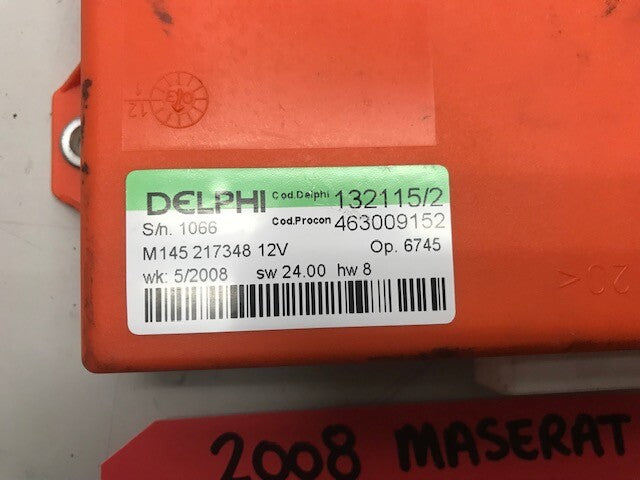 DELPHI Cod.Delphi 132115/2
S/n. 1066 Cod.Procon 463009152
M145 217348 12V Op. 6745
wk: 5/2008 sw 24.00 hw 8
>20<
2008 MASERAT